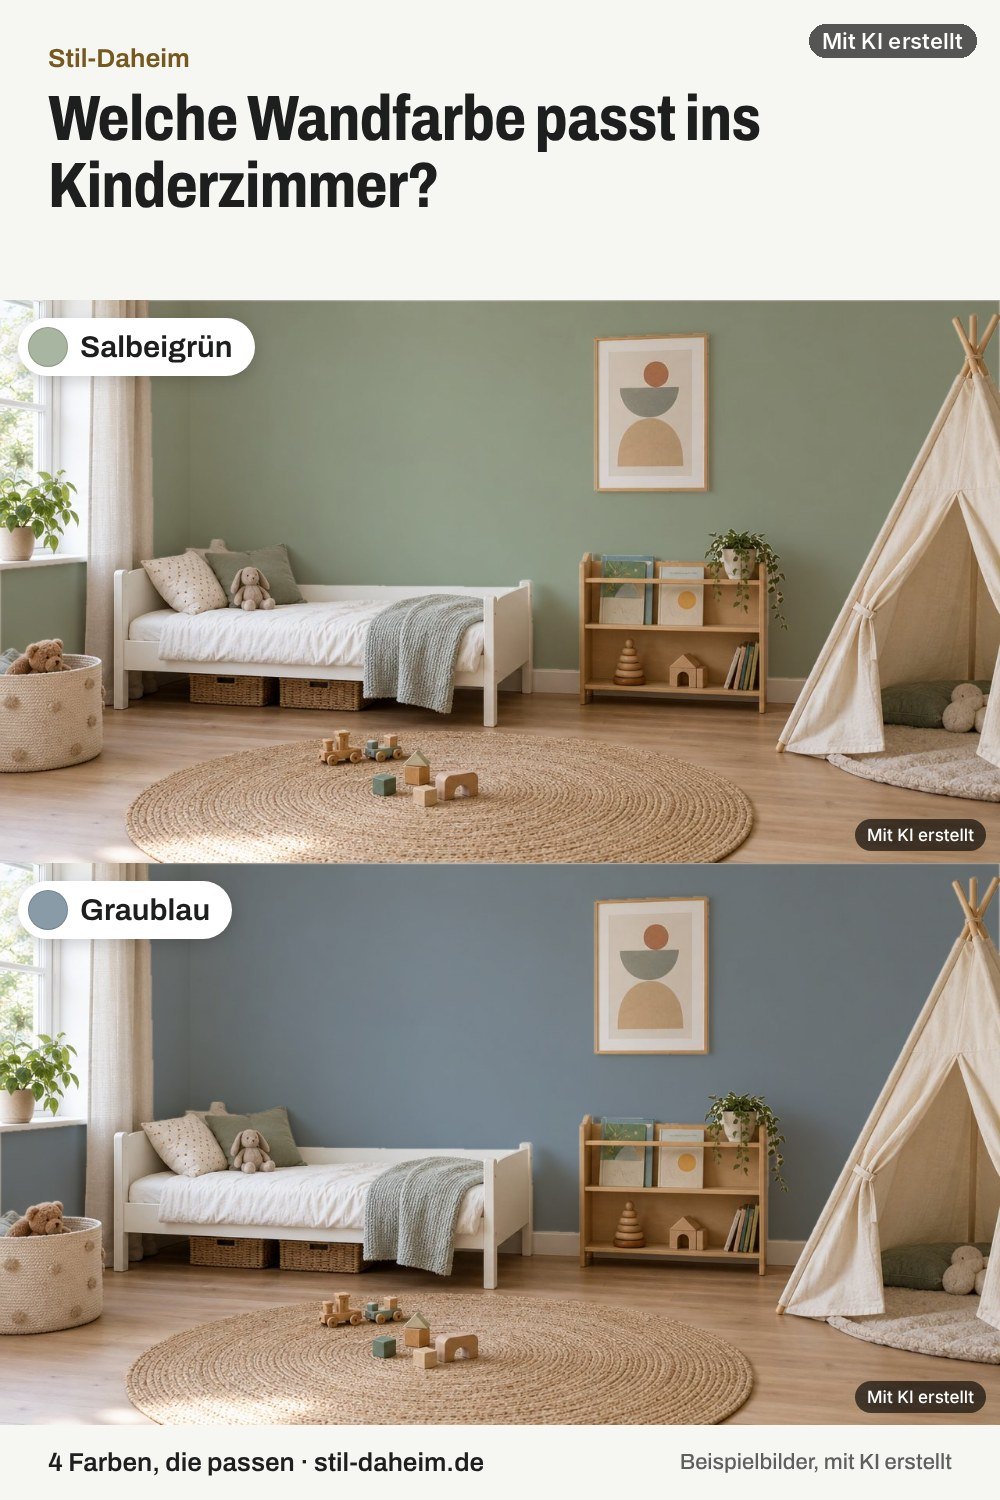 Mit KI erstellt
Stil-Daheim
Welche Wandfarbe passt ins
Kinderzimmer?
Salbeigrün
Mit KI erstellt
Graublau
Mit KI erstellt
4 Farben, die passen · stil-daheim.de
Beispielbilder, mit KI erstellt